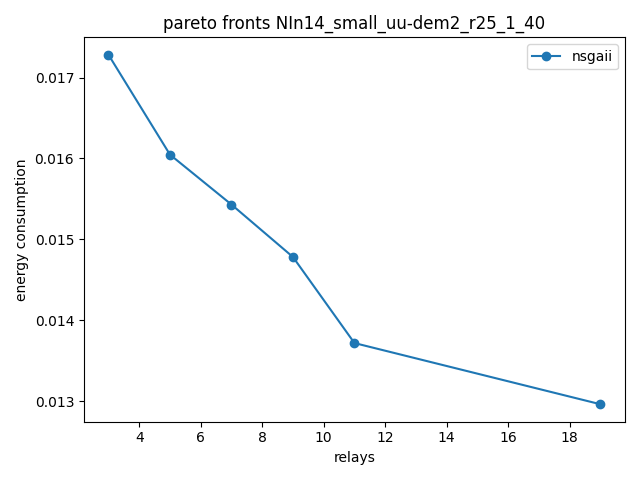 pareto fronts NIn14_small_uu-dem2_r25_1_40
nsgaii
0.017
0.016
0.015
0.014
0.013
energy consumption
4 6 8 10 12 14 16 18
relays